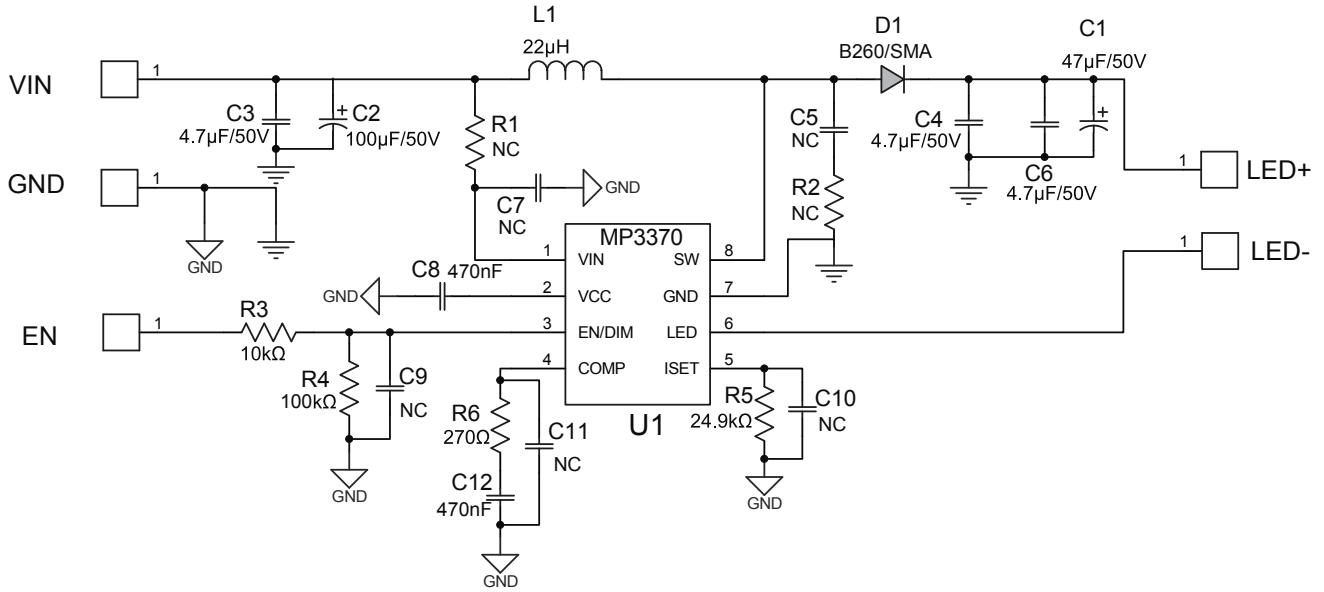 L1
22µH
D1
B260/SMA
C1
47µF/50V
VIN
1
C3
4.7µF/50V
+
C2
100µF/50V
R1
NC
C5
NC
C4
4.7µF/50V
+
C6
4.7µF/50V
1
LED+
GND
1
GND
C7
NC
GND
R2
NC
MP3370
1
VIN
SW
8
1
LED-
C8
470nF
GND
2
VCC
GND
7
EN
1
R3
10kΩ
3
EN/DIM
LED
6
4
COMP
ISET
5
R4
100kΩ
C9
NC
GND
R6
270Ω
C11
NC
C12
470nF
GND
U1
R5
24.9kΩ
C10
NC
GND